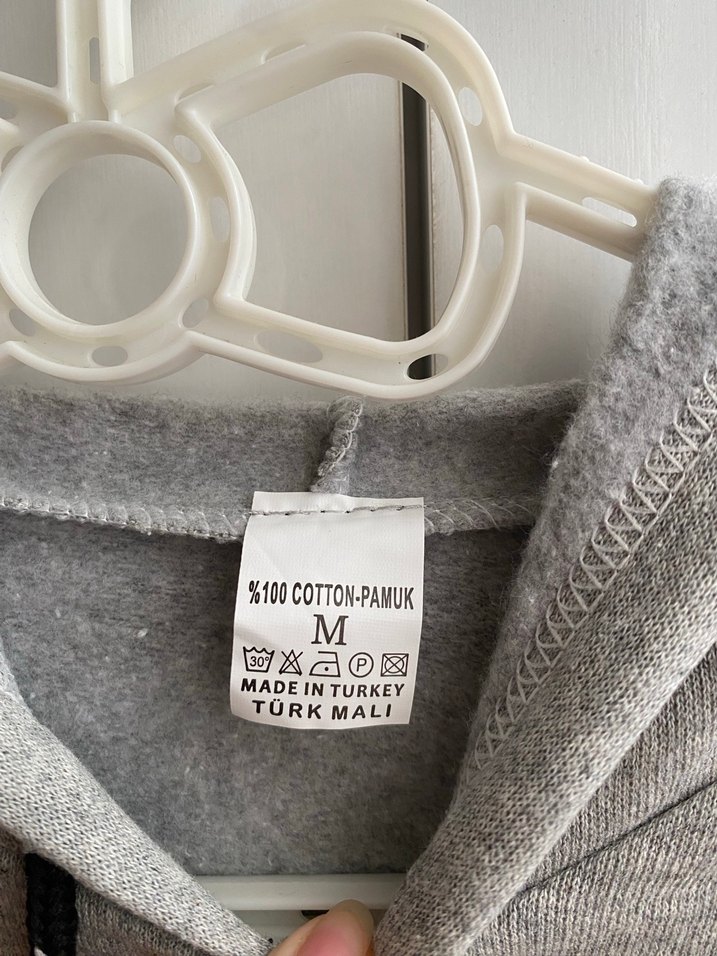 %100 COTTON-PAMUK
M
30° P
MADE IN TURKEY
TÜRK MALI